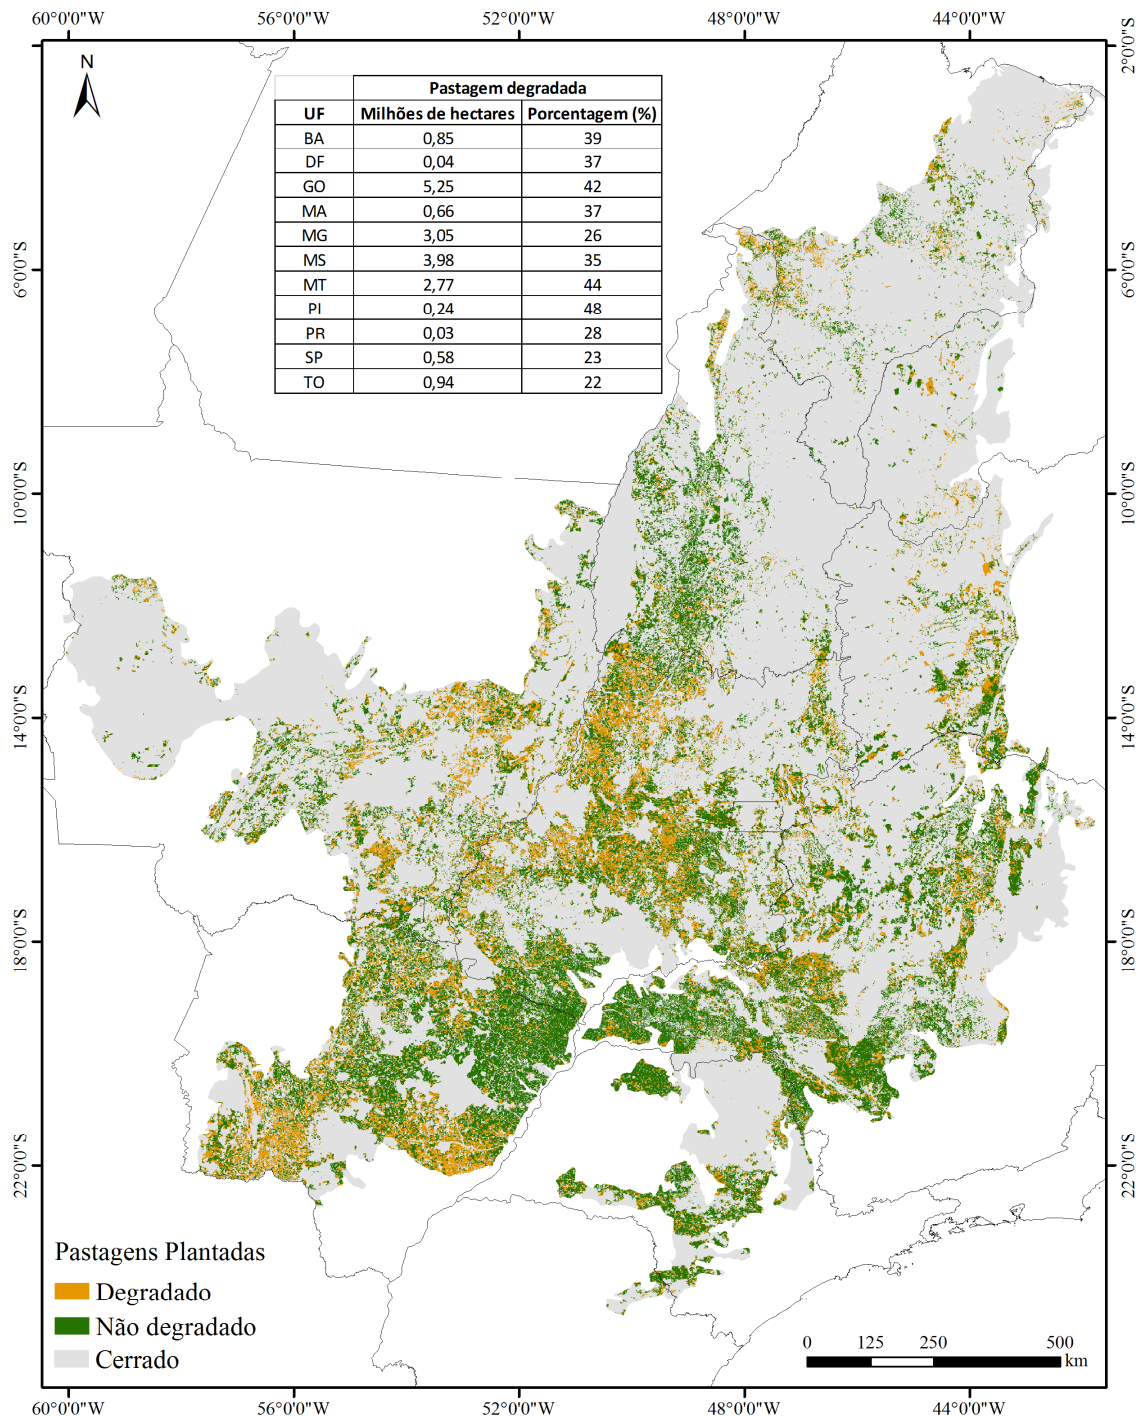 60°0'0"W 56°0'0"W 52°0'0"W 48°0'0"W 44°0'0"W
2°0'0"S 2°0'0"S
N
Pastagem degradada
UF Milhões de hectares Porcentagem (%)
BA 0,85 39
DF 0,04 37
GO 5,25 42
MA 0,66 37
MG 3,05 26
MS 3,98 35
MT 2,77 44
PI 0,24 48
PR 0,03 28
SP 0,58 23
TO 0,94 22
6°0'0"S 6°0'0"S
10°0'0"S 10°0'0"S
14°0'0"S 14°0'0"S
18°0'0"S 18°0'0"S
22°0'0"S 22°0'0"S
Pastagens Plantadas
Degradado
Não degradado
Cerrado
0 125 250 500
km
60°0'0"W 56°0'0"W 52°0'0"W 48°0'0"W 44°0'0"W